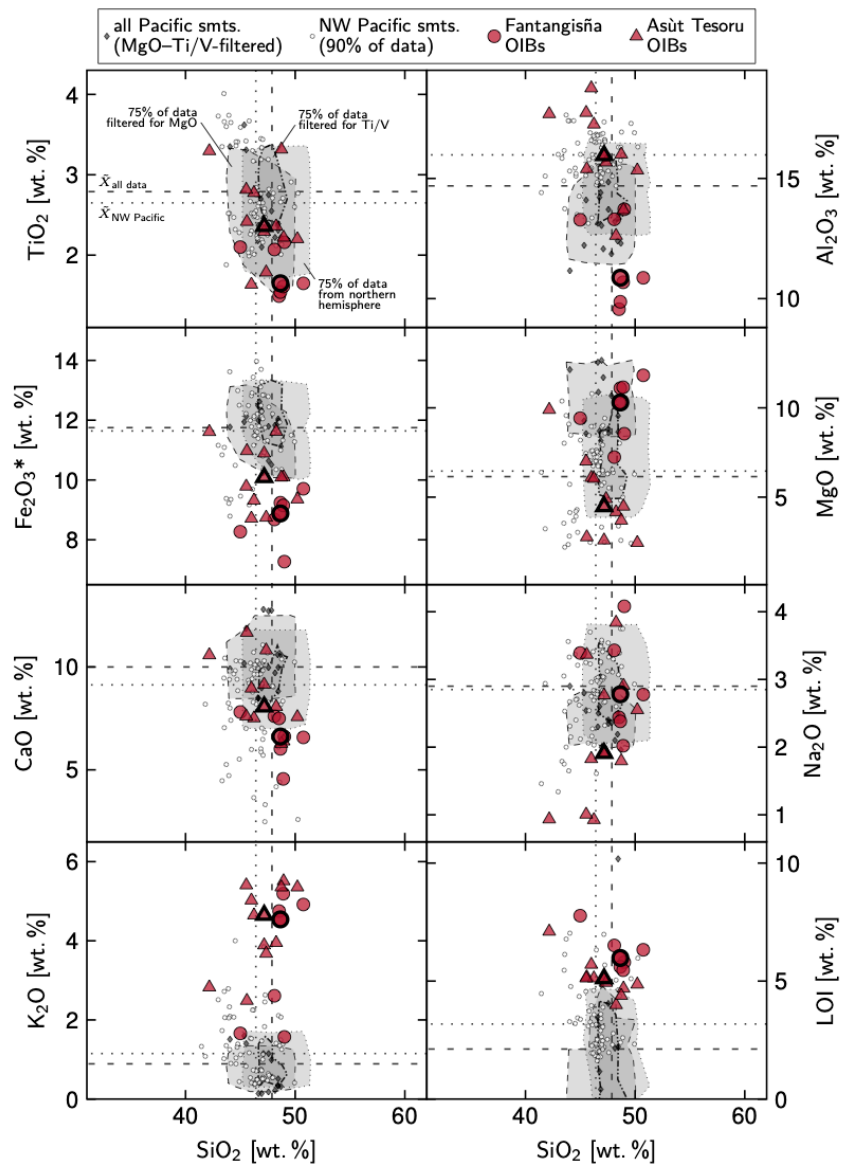 all Pacific smts.
(MgO–Ti/V-filtered)
NW Pacific smts.
(90% of data)
Fantangisña
OIBs
Asùt Tesoru
OIBs
75% of data
filtered for MgO
75% of data
filtered for Ti/V
X̃all data
X̃NW Pacific
75% of data
from northern
hemisphere
TiO₂ [wt. %]
4
3
2
Al₂O₃ [wt. %]
15
10
Fe₂O₃* [wt. %]
14
12
10
8
MgO [wt. %]
10
5
CaO [wt. %]
10
5
Na₂O [wt. %]
4
3
2
1
K₂O [wt. %]
6
4
2
0
LOI [wt. %]
10
5
0
40 50 60
SiO₂ [wt. %]
40 50 60
SiO₂ [wt. %]